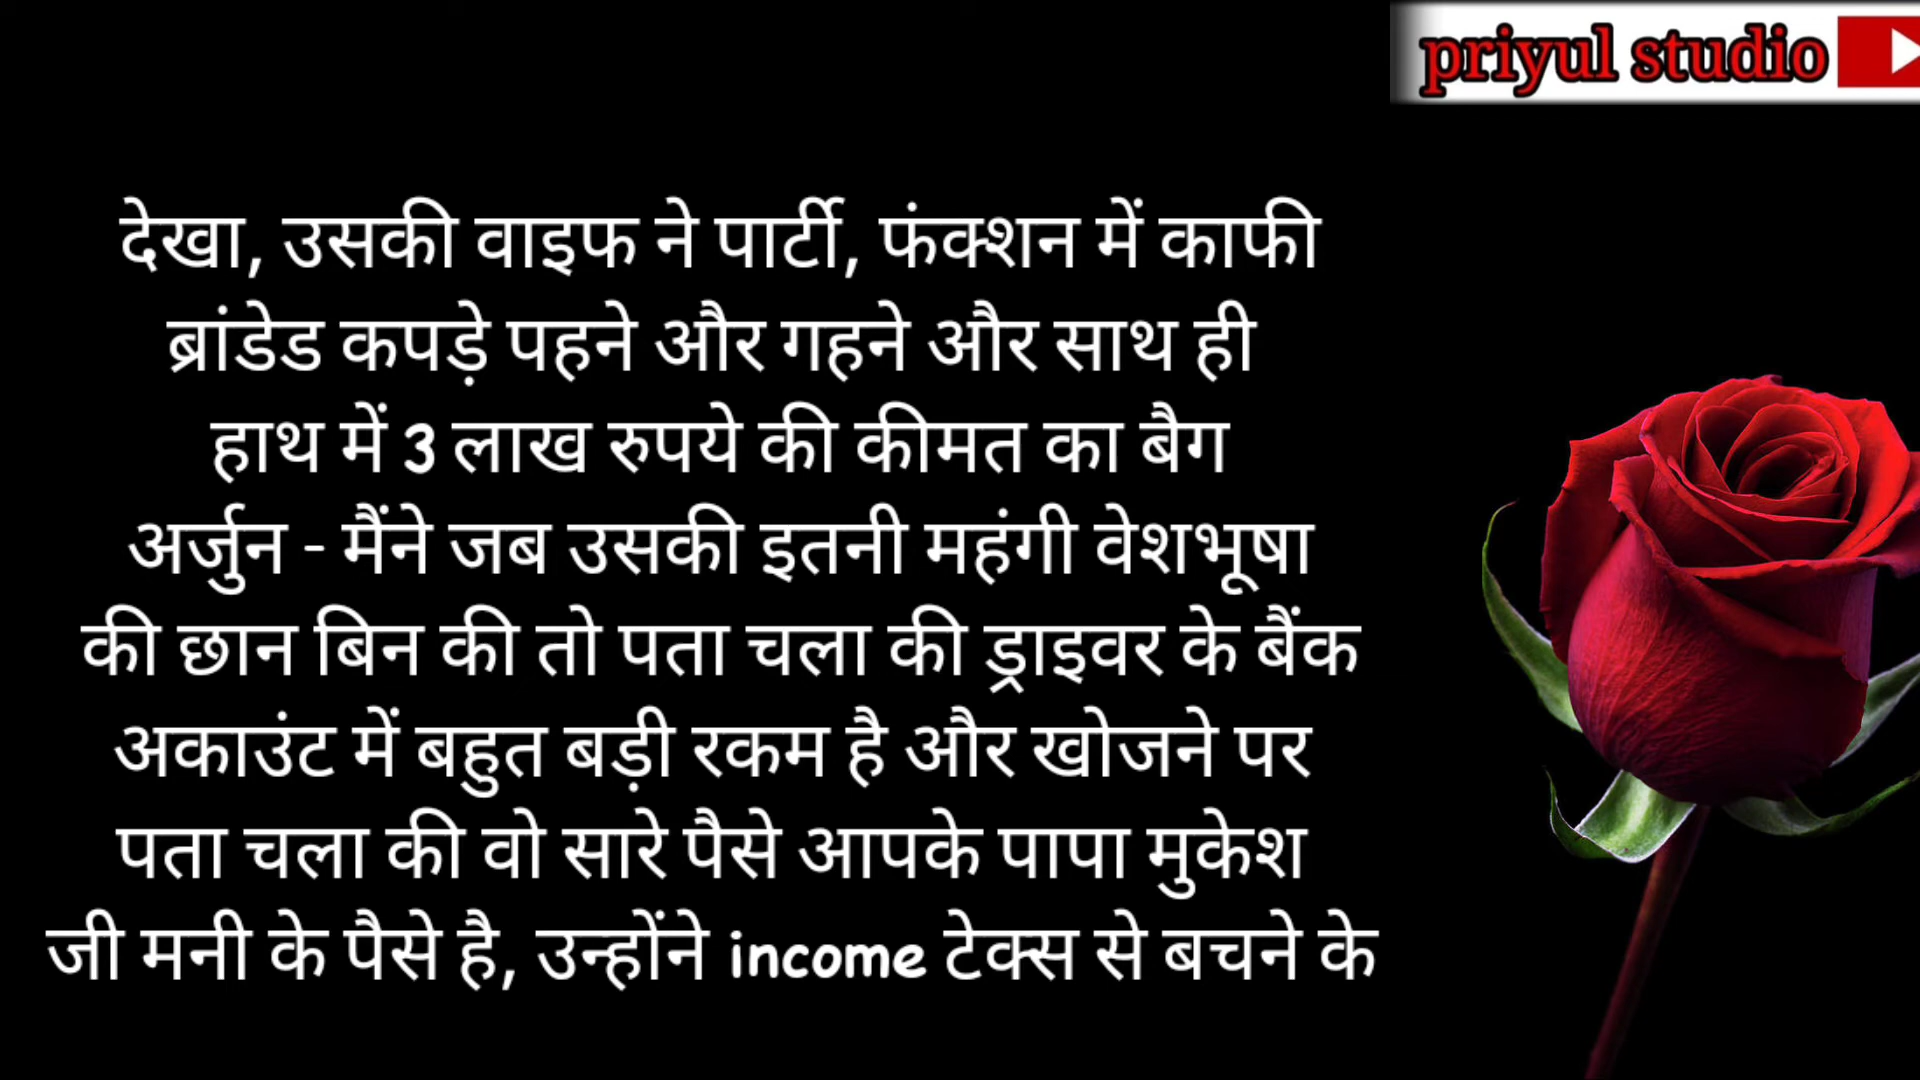 priyul studio
देखा, उसकी वाइफ ने पार्टी, फंक्शन में काफी
ब्रांडेड कपड़े पहने और गहने और साथ ही
हाथ में 3 लाख रुपये की कीमत का बैग
अर्जुन - मैंने जब उसकी इतनी महंगी वेशभूषा
की छान बिन की तो पता चला की ड्राइवर के बैंक
अकाउंट में बहुत बड़ी रकम है और खोजने पर
पता चला की वो सारे पैसे आपके पापा मुकेश
जी मनी के पैसे है, उन्होंने income टेक्स से बचने के